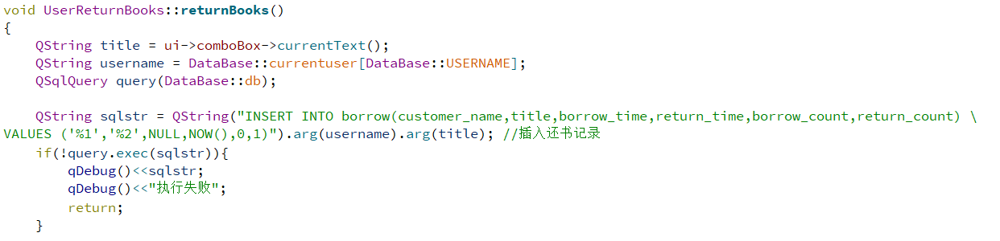 void UserReturnBooks::returnBooks()
{
    QString title = ui->comboBox->currentText();
    QString username = DataBase::currentuser[DataBase::USERNAME];
    QSqlQuery query(DataBase::db);

    QString sqlstr = QString("INSERT INTO borrow(customer_name,title,borrow_time,return_time,borrow_count,return_count) \
VALUES ('%1','%2',NULL,NOW(),0,1)").arg(username).arg(title); //插入还书记录
    if(!query.exec(sqlstr)){
        qDebug()<<sqlstr;
        qDebug()<<"执行失败";
        return;
    }